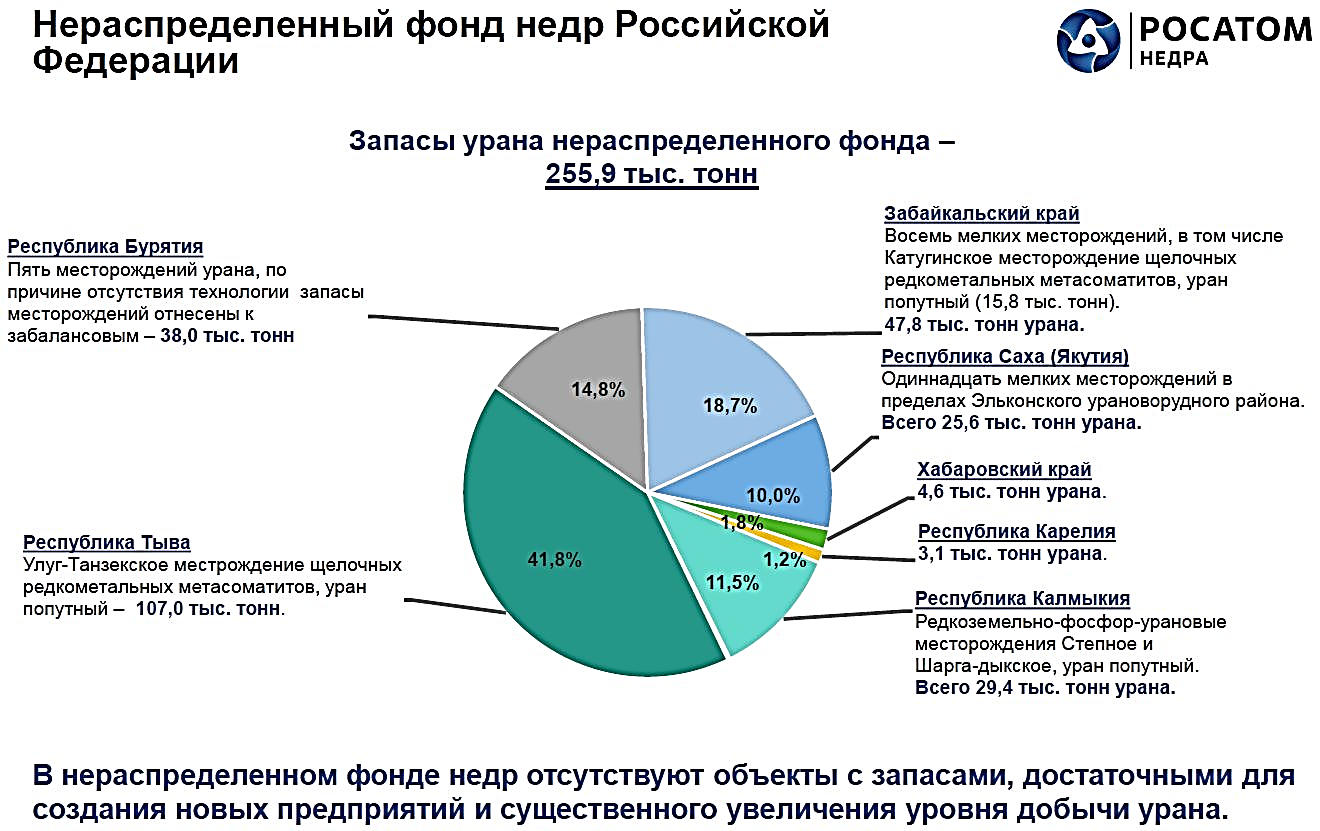 Нераспределенный фонд недр Российской
Федерации
РОСАТОМ
НЕДРА
Запасы урана нераспределенного фонда –
255,9 тыс. тонн
Республика Бурятия
Пять месторождений урана, по
причине отсутствия технологии запасы
месторождений отнесены к
забалансовым – 38,0 тыс. тонн
Республика Тыва
Улуг-Танзекское местрождение щелочных
редкометальных метасоматитов, уран
попутный – 107,0 тыс. тонн.
14,8%
18,7%
10,0%
1,8%
1,2%
11,5%
41,8%
Забайкальский край
Восемь мелких месторождений, в том числе
Катугинское месторождение щелочных
редкометальных метасоматитов, уран
попутный (15,8 тыс. тонн).
47,8 тыс. тонн урана.
Республика Саха (Якутия)
Одиннадцать мелких месторождений в
пределах Эльконского урановорудного района.
Всего 25,6 тыс. тонн урана.
Хабаровский край
4,6 тыс. тонн урана.
Республика Карелия
3,1 тыс. тонн урана.
Республика Калмыкия
Редкоземельно-фосфор-урановые
месторождения Степное и
Шарга-дыкское, уран попутный.
Всего 29,4 тыс. тонн урана.
В нераспределенном фонде недр отсутствуют объекты с запасами, достаточными для
создания новых предприятий и существенного увеличения уровня добычи урана.